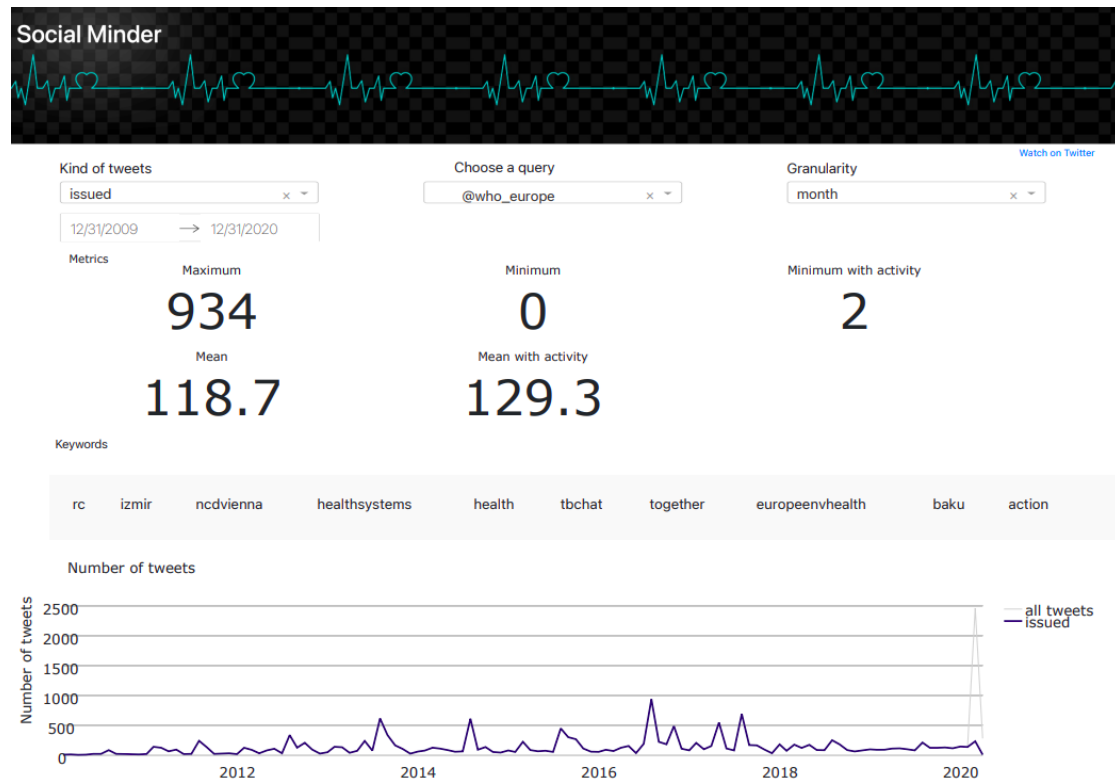 Social Minder
Watch on Twitter
Kind of tweets Choose a query Granularity
issued × @who_europe × month ×
12/31/2009 → 12/31/2020
Metrics
Maximum Minimum Minimum with activity
934 0 2
Mean Mean with activity
118.7 129.3
Keywords
rc izmir ncdvienna healthsystems health tbchat together europeenvhealth baku action
Number of tweets
Number of tweets
2500
2000
1500
1000
500
0
2012 2014 2016 2018 2020
all tweets
issued